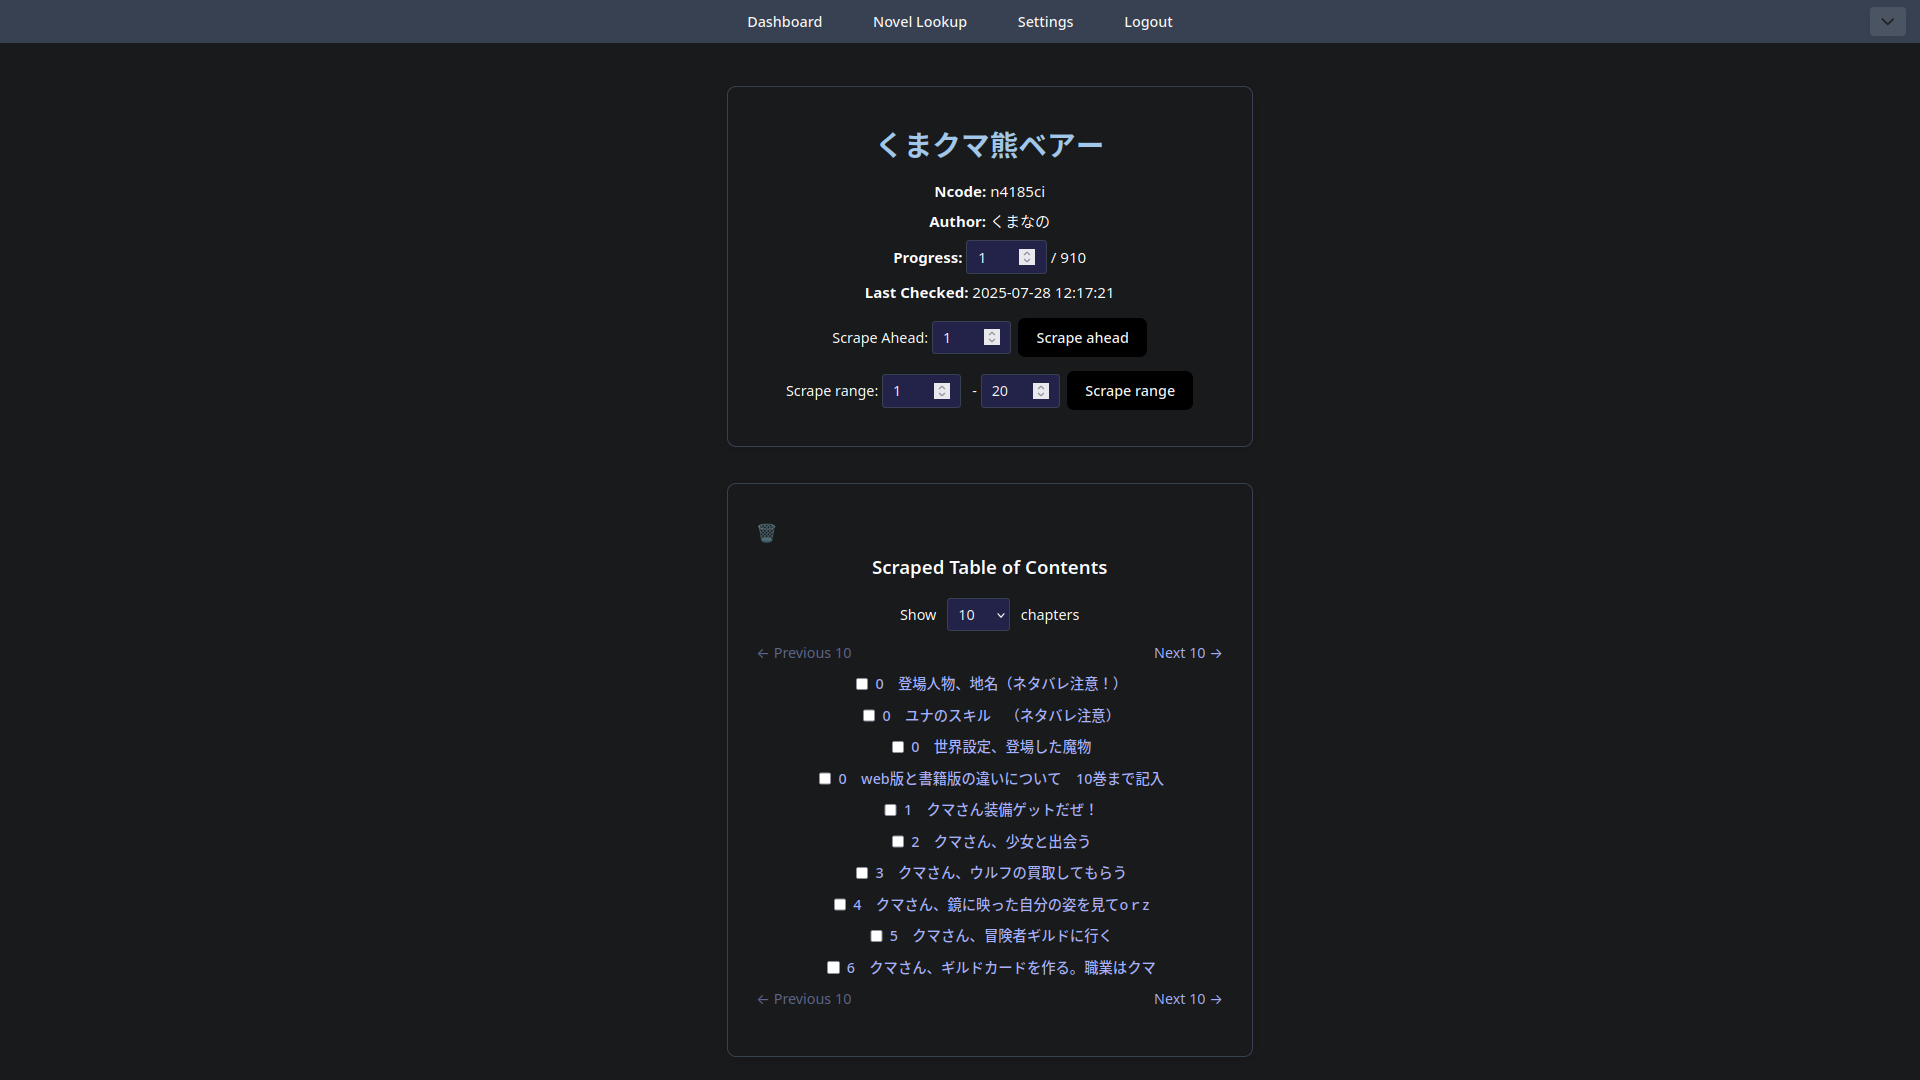 Dashboard Novel Lookup Settings Logout
くまクマ熊ベアー
Ncode: n4185ci
Author: くまなの
Progress: 1 / 910
Last Checked: 2025-07-28 12:17:21
Scrape Ahead: 1 Scrape ahead
Scrape range: 1 - 20 Scrape range
Scraped Table of Contents
Show 10 chapters
← Previous 10 Next 10 →
0　登場人物、地名（ネタバレ注意！）
0　ユナのスキル　（ネタバレ注意）
0　世界設定、登場した魔物
0　web版と書籍版の違いについて　10巻まで記入
1　クマさん装備ゲットだぜ！
2　クマさん、少女と出会う
3　クマさん、ウルフの買取してもらう
4　クマさん、鏡に映った自分の姿を見てｏｒｚ
5　クマさん、冒険者ギルドに行く
6　クマさん、ギルドカードを作る。職業はクマ
← Previous 10 Next 10 →